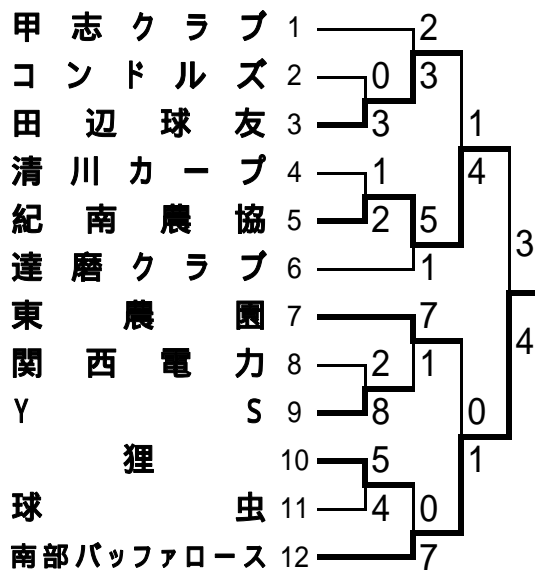 甲志クラブ 1 2
コンドルズ 2 0 3
田辺球友 3 3 1
清川カープ 4 1 4
紀南農協 5 2 5 3
達磨クラブ 6 1
東農園 7 7 4
関西電力 8 2 1
YS 9 8 0
狸 10 5 1
球虫 11 4 0
南部バッファロース 12 7